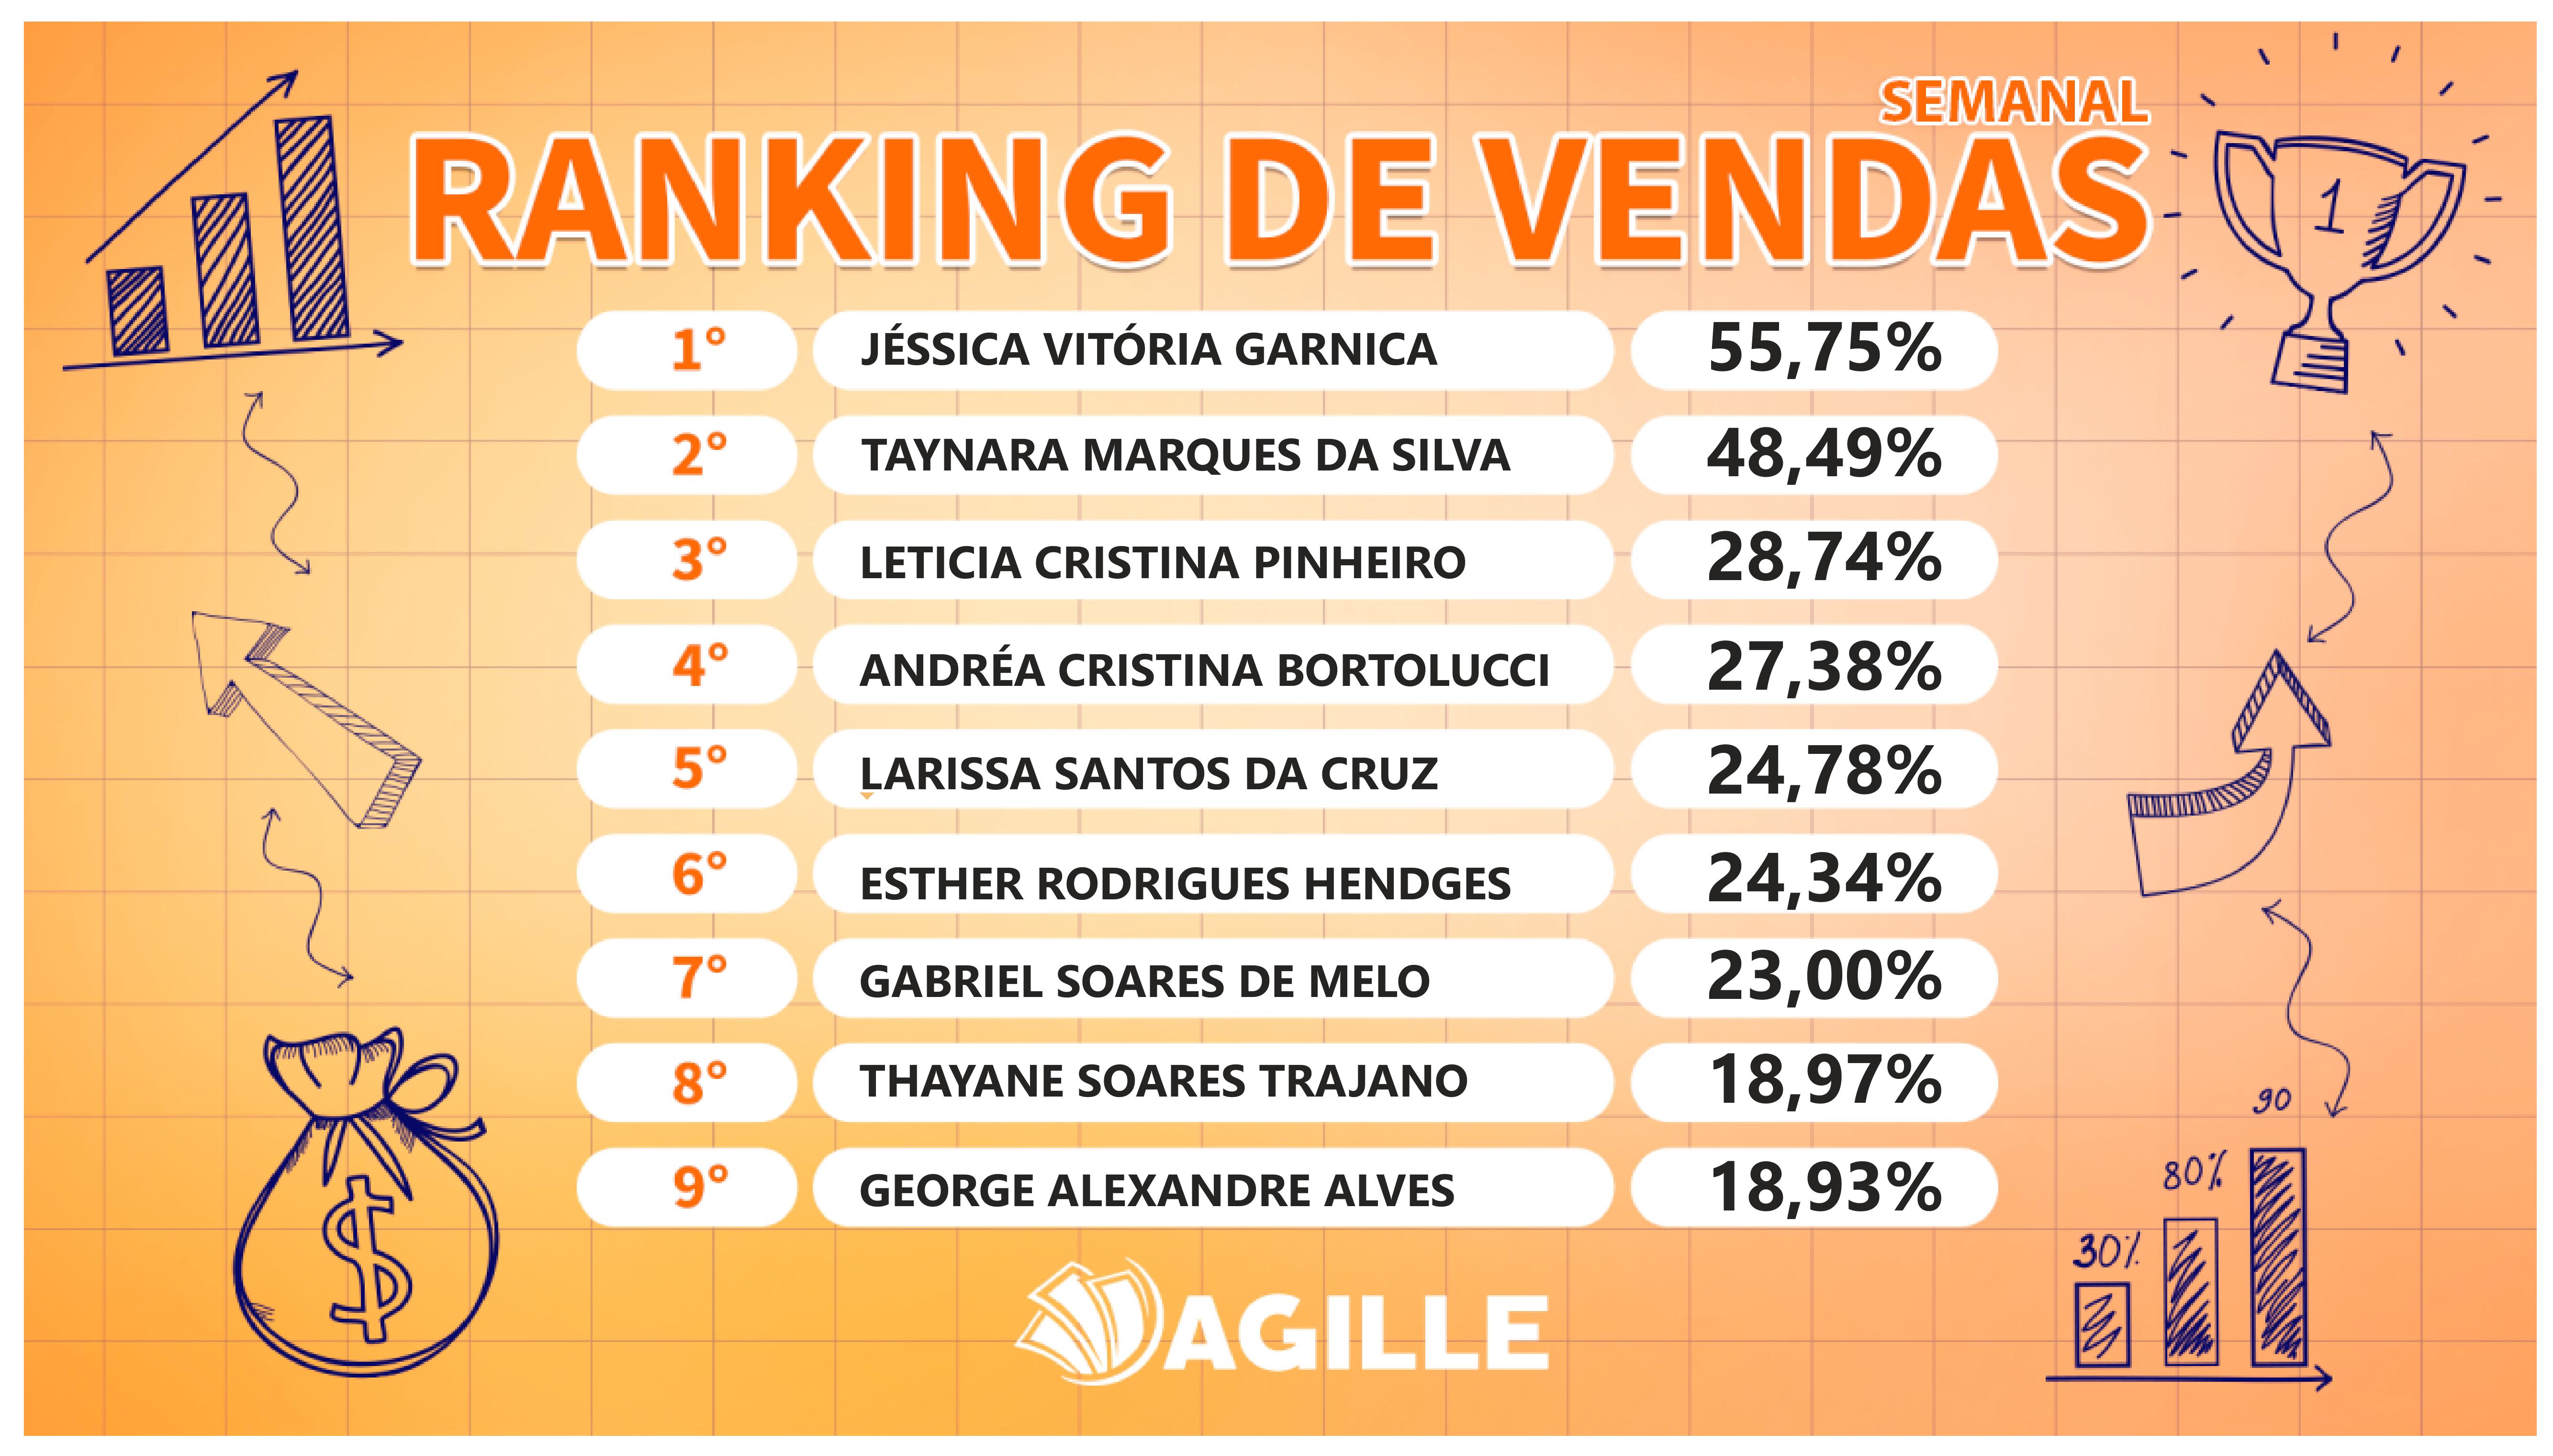 SEMANAL
RANKING DE VENDAS
1
1° JÉSSICA VITÓRIA GARNICA 55,75%
2° TAYNARA MARQUES DA SILVA 48,49%
3° LETICIA CRISTINA PINHEIRO 28,74%
4° ANDRÉA CRISTINA BORTOLUCCI 27,38%
5° LARISSA SANTOS DA CRUZ 24,78%
6° ESTHER RODRIGUES HENDGES 24,34%
7° GABRIEL SOARES DE MELO 23,00%
8° THAYANE SOARES TRAJANO 18,97%
9° GEORGE ALEXANDRE ALVES 18,93%
$
90
80%
30%
AGILLE